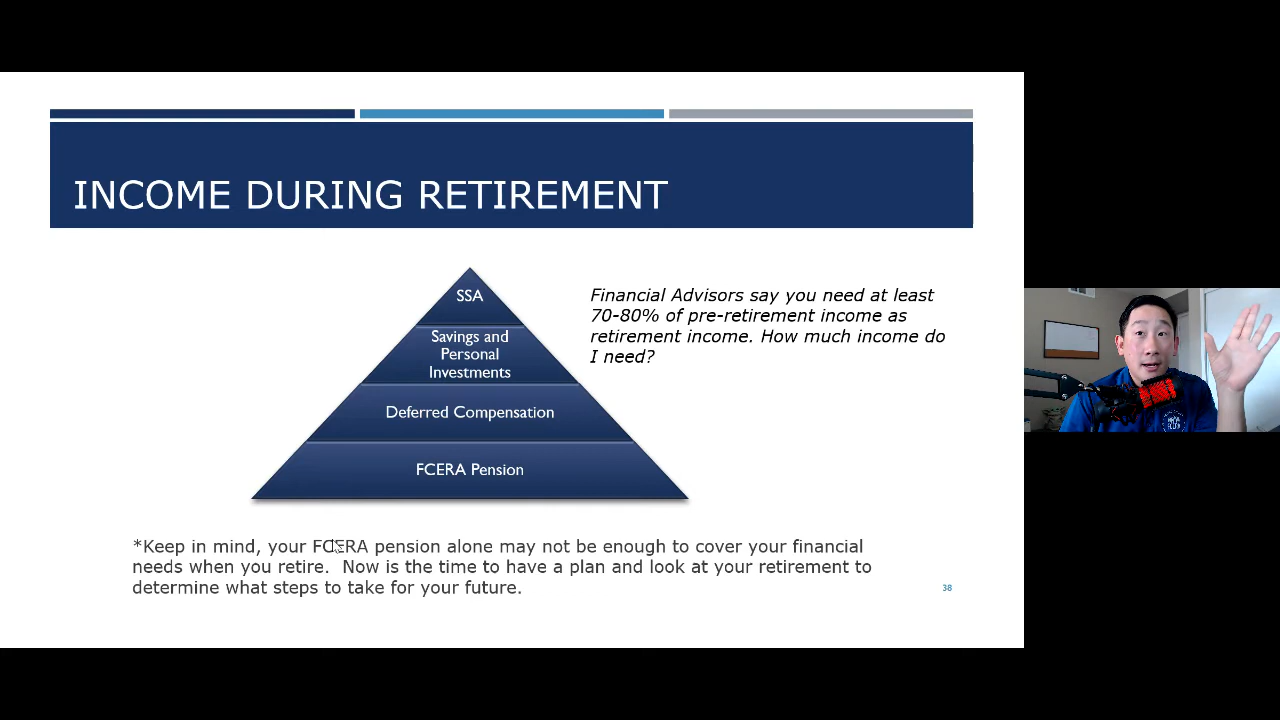 INCOME DURING RETIREMENT
SSA
Savings and
Personal
Investments
Deferred Compensation
FCERA Pension
Financial Advisors say you need at least
70-80% of pre-retirement income as
retirement income. How much income do
I need?
*Keep in mind, your FCERA pension alone may not be enough to cover your financial
needs when you retire.  Now is the time to have a plan and look at your retirement to
determine what steps to take for your future.
38